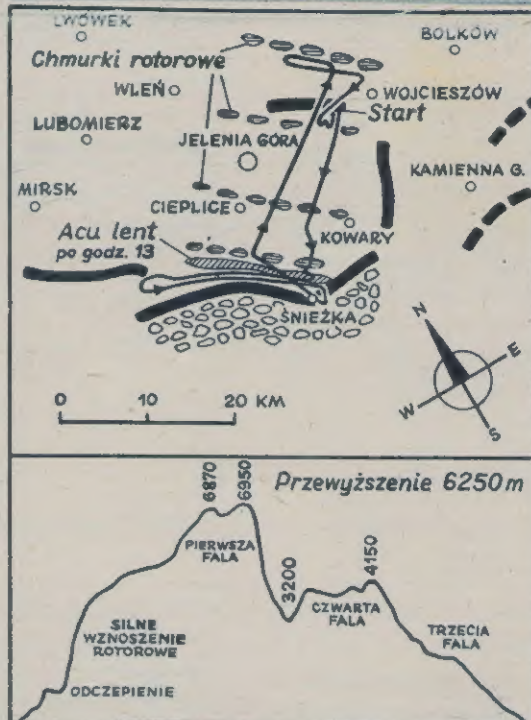 LWÓWEK
BOLKÓW
Chmurki rotorowe
WLEŃ
WOJCIESZÓW
Start
LUBOMIERZ
JELENIA GÓRA
KAMIENNA G.
MIRSK
CIEPLICE
KOWARY
Acu lent
po godz. 13
ŚNIEŻKA
N
W
E
S
0 10 20 KM
Przewyższenie 6250 m
6870
6950
PIERWSZA
FALA
3200
4150
CZWARTA
FALA
SILNE
WZNOSZENIE
ROTOROWE
TRZECIA
FALA
ODCZEPIENIE